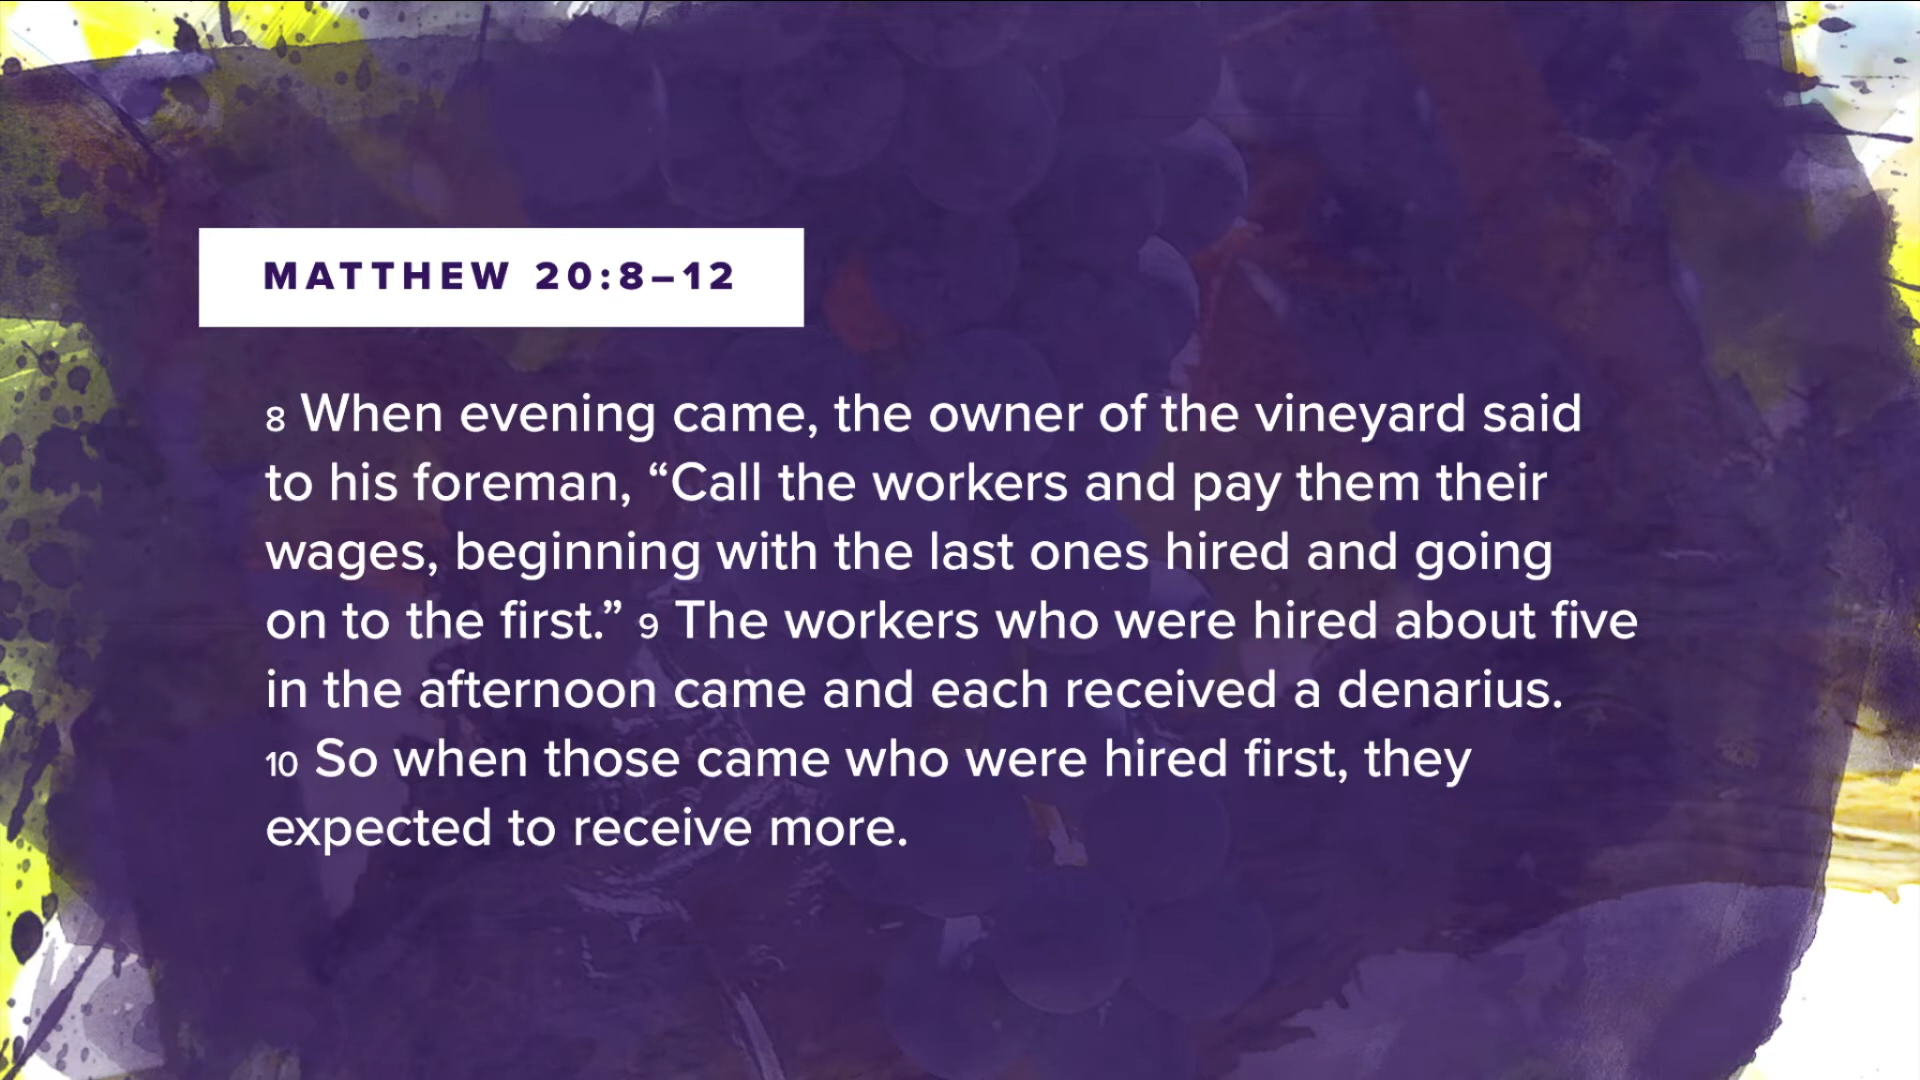 MATTHEW 20:8–12
8 When evening came, the owner of the vineyard said
to his foreman, “Call the workers and pay them their
wages, beginning with the last ones hired and going
on to the first.” 9 The workers who were hired about five
in the afternoon came and each received a denarius.
10 So when those came who were hired first, they
expected to receive more.